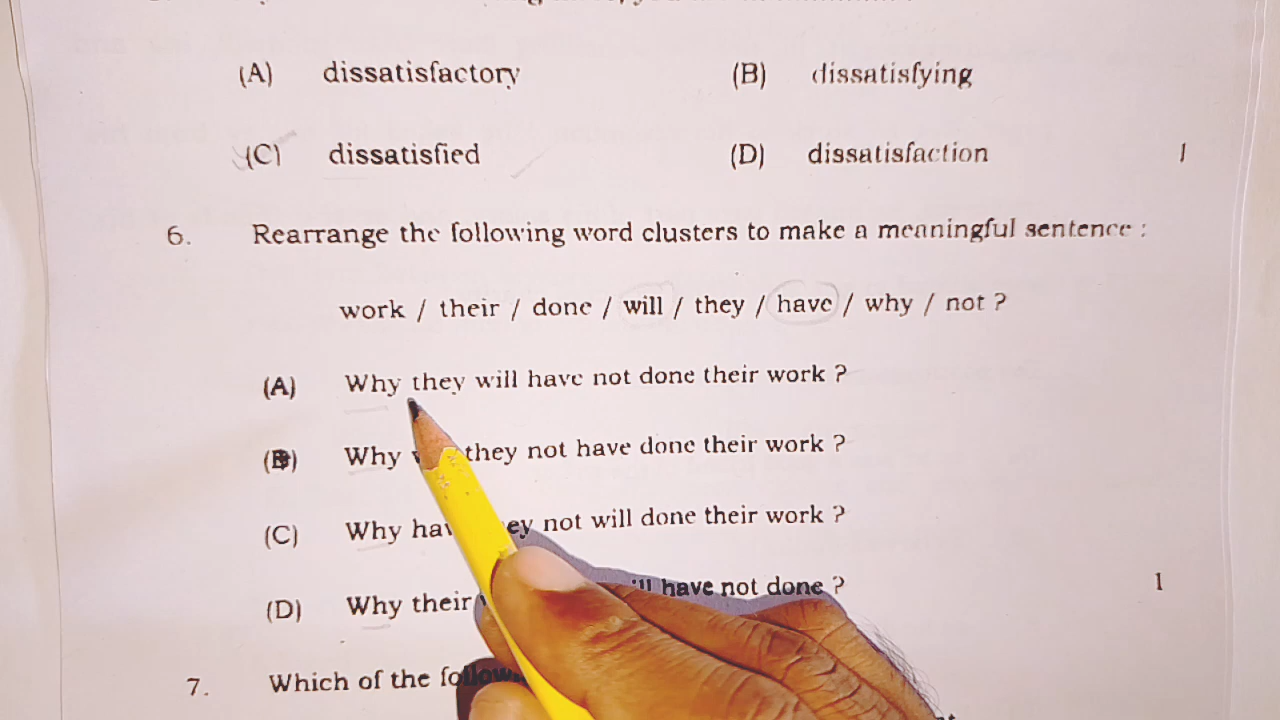 (A) dissatisfactory (B) dissatisfying
(C) dissatisfied (D) dissatisfaction 1
6. Rearrange the following word clusters to make a meaningful sentence :
work / their / done / will / they / have / why / not ?
(A) Why they will have not done their work ?
(B) Why they not have done their work ?
(C) Why not will done their work ?
(D) Why their have not done ? 1
7. Which of the